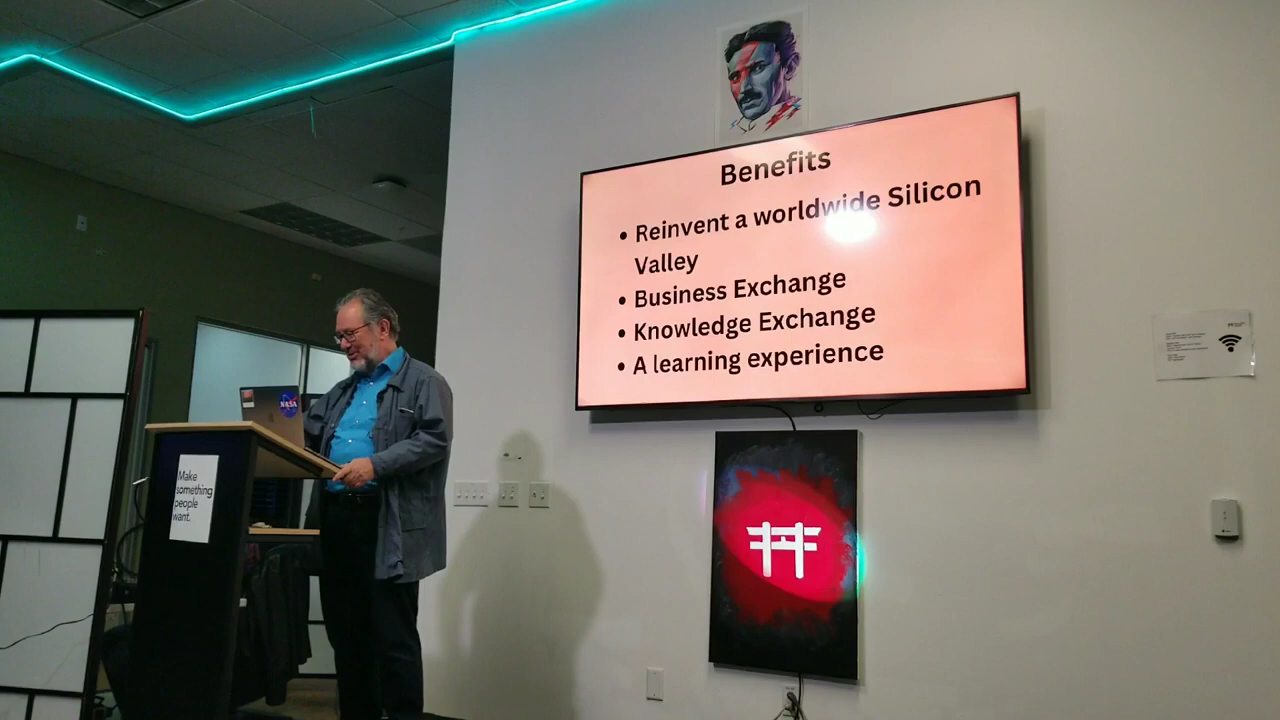 Benefits
• Reinvent a worldwide Silicon
Valley
• Business Exchange
• Knowledge Exchange
• A learning experience
NASA
Make
something
people
want.